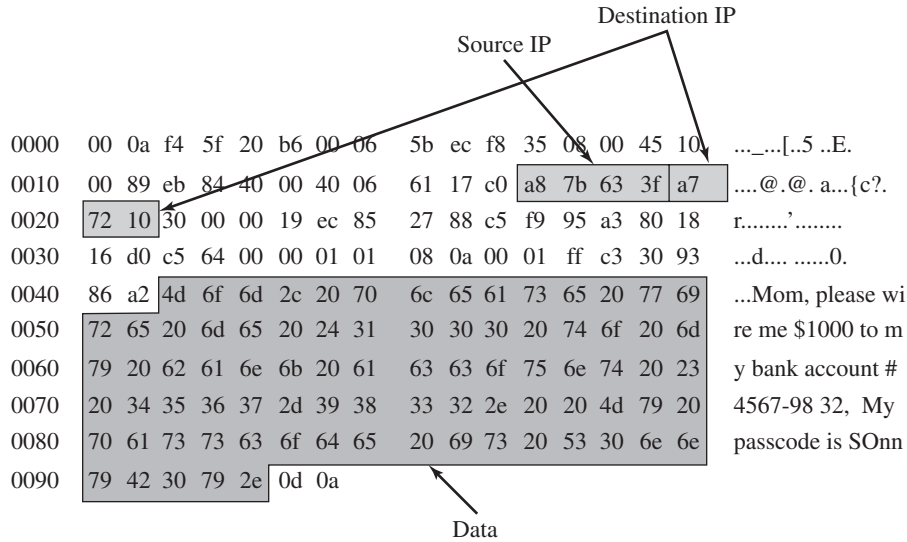 Destination IP
Source IP
0000 00 0a f4 5f 20 b6 00 06 5b ec f8 35 08 00 45 10 ..._...[..5 ..E.
0010 00 89 eb 84 40 00 40 06 61 17 c0 a8 7b 63 3f a7 ....@.@. a...{c?.
0020 72 10 30 00 00 19 ec 85 27 88 c5 f9 95 a3 80 18 r........'........
0030 16 d0 c5 64 00 00 01 01 08 0a 00 01 ff c3 30 93 ...d.... ......0.
0040 86 a2 4d 6f 6d 2c 20 70 6c 65 61 73 65 20 77 69 ...Mom, please wi
0050 72 65 20 6d 65 20 24 31 30 30 30 20 74 6f 20 6d re me $1000 to m
0060 79 20 62 61 6e 6b 20 61 63 63 6f 75 6e 74 20 23 y bank account #
0070 20 34 35 36 37 2d 39 38 33 32 2e 20 20 4d 79 20 4567-98 32, My
0080 70 61 73 73 63 6f 64 65 20 69 73 20 53 30 6e 6e passcode is SOnn
0090 79 42 30 79 2e 0d 0a
Data